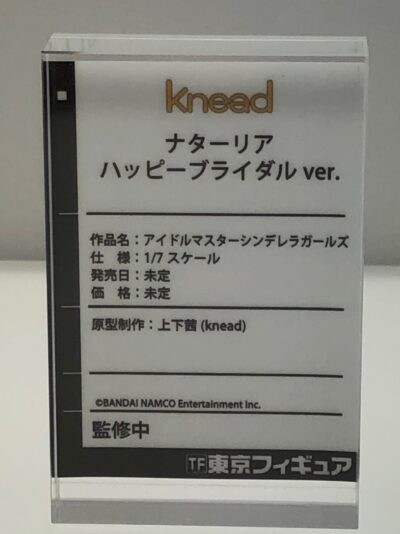 knead
ナターリア
ハッピーブライダル ver.
作品名：アイドルマスターシンデレラガールズ
仕　様：1/7 スケール
発売日：未定
価　格：未定
原型制作：上下茜 (knead)
©BANDAI NAMCO Entertainment Inc.
監修中
TF 東京フィギュア